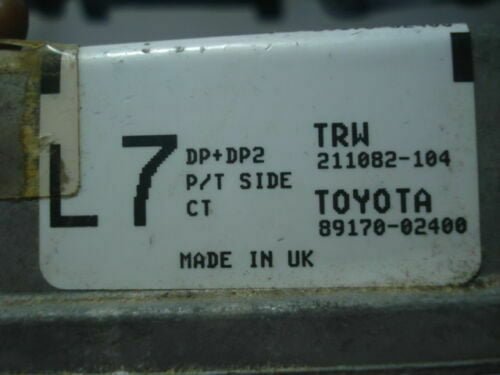 L7
DP+DP2
P/T SIDE
CT
TRW
211082-104
TOYOTA
89170-02400
MADE IN UK